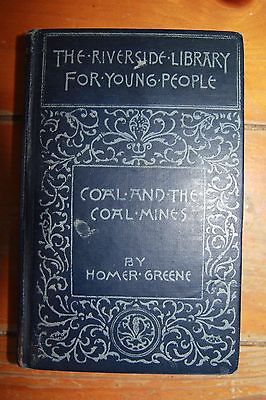 THE·RIVERSIDE·LIBRARY
FOR·YOUNG·PEOPLE
COAL·AND·THE
COAL·MINES
BY
HOMER·GREENE